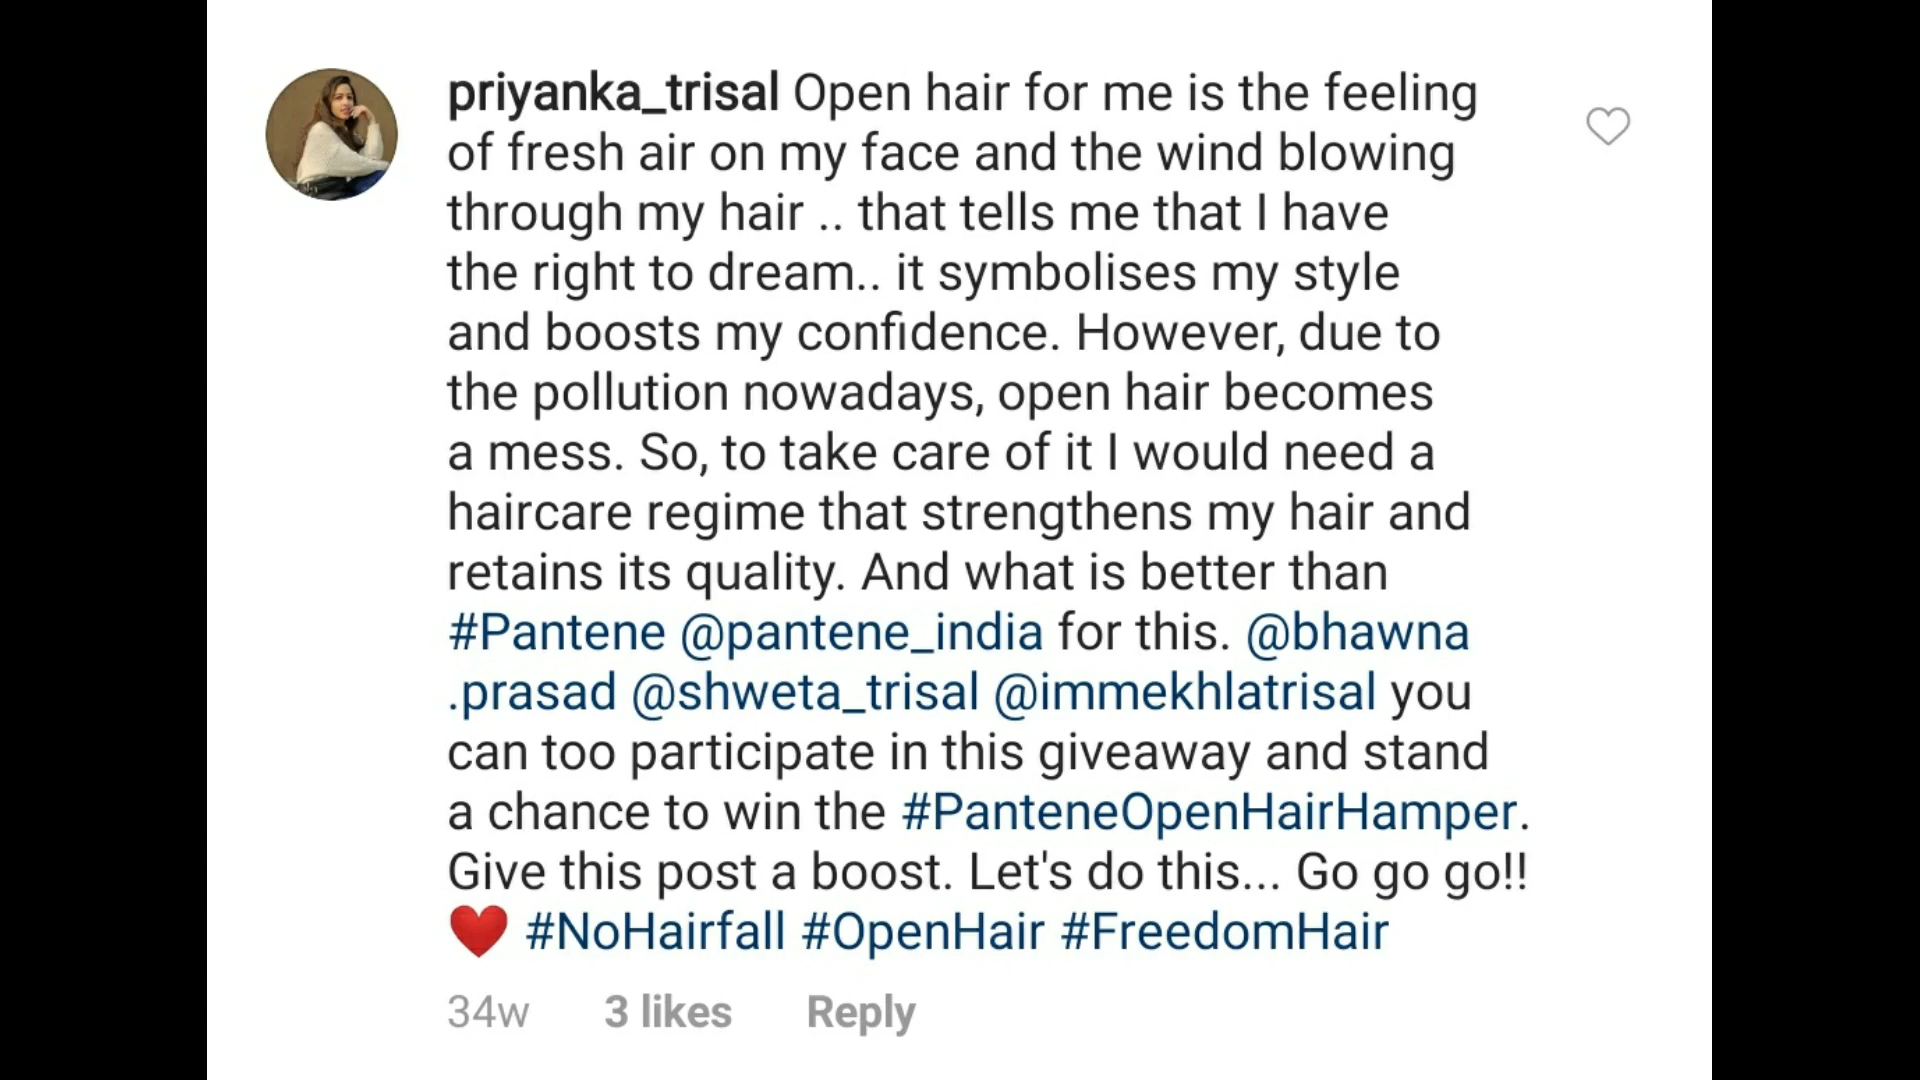 priyanka_trisal Open hair for me is the feeling
of fresh air on my face and the wind blowing
through my hair .. that tells me that I have
the right to dream.. it symbolises my style
and boosts my confidence. However, due to
the pollution nowadays, open hair becomes
a mess. So, to take care of it I would need a
haircare regime that strengthens my hair and
retains its quality. And what is better than
#Pantene @pantene_india for this. @bhawna
.prasad @shweta_trisal @immekhlatrisal you
can too participate in this giveaway and stand
a chance to win the #PanteneOpenHairHamper.
Give this post a boost. Let's do this... Go go go!!
❤️ #NoHairfall #OpenHair #FreedomHair
34w 3 likes Reply